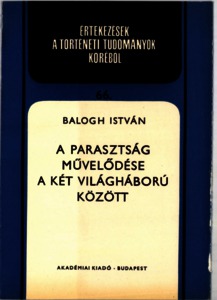 ÉRTEKEZÉSEK
A TÖRTÉNETI TUDOMÁNYOK
KÖRÉBŐL
BALOGH ISTVÁN
A PARASZTSÁG
MŰVELŐDÉSE
A KÉT VILÁGHÁBORÚ
KÖZÖTT
AKADÉMIAI KIADÓ · BUDAPEST